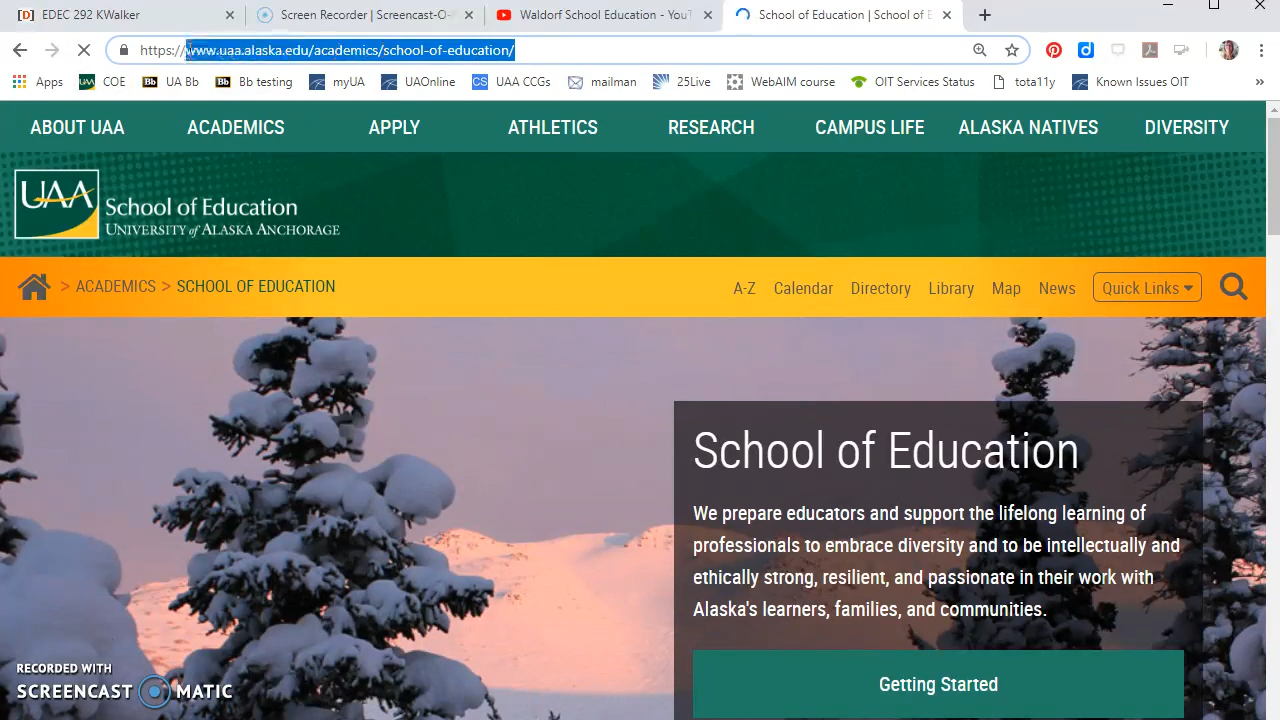 EDEC 292 KWalker
Screen Recorder | Screencast-O-
Waldorf School Education - YouT
School of Education | School of E
https://www.uaa.alaska.edu/academics/school-of-education/
Apps
COE
Bb UA Bb
Bb Bb testing
myUA
UAOnline
CS UAA CCGs
mailman
25Live
WebAIM course
OIT Services Status
tota11y
Known Issues OIT
»
ABOUT UAA
ACADEMICS
APPLY
ATHLETICS
RESEARCH
CAMPUS LIFE
ALASKA NATIVES
DIVERSITY
UAA
School of Education
UNIVERSITY of ALASKA ANCHORAGE
> ACADEMICS > SCHOOL OF EDUCATION
A-Z
Calendar
Directory
Library
Map
News
Quick Links
School of Education
We prepare educators and support the lifelong learning of
professionals to embrace diversity and to be intellectually and
ethically strong, resilient, and passionate in their work with
Alaska's learners, families, and communities.
Getting Started
RECORDED WITH
SCREENCAST MATIC